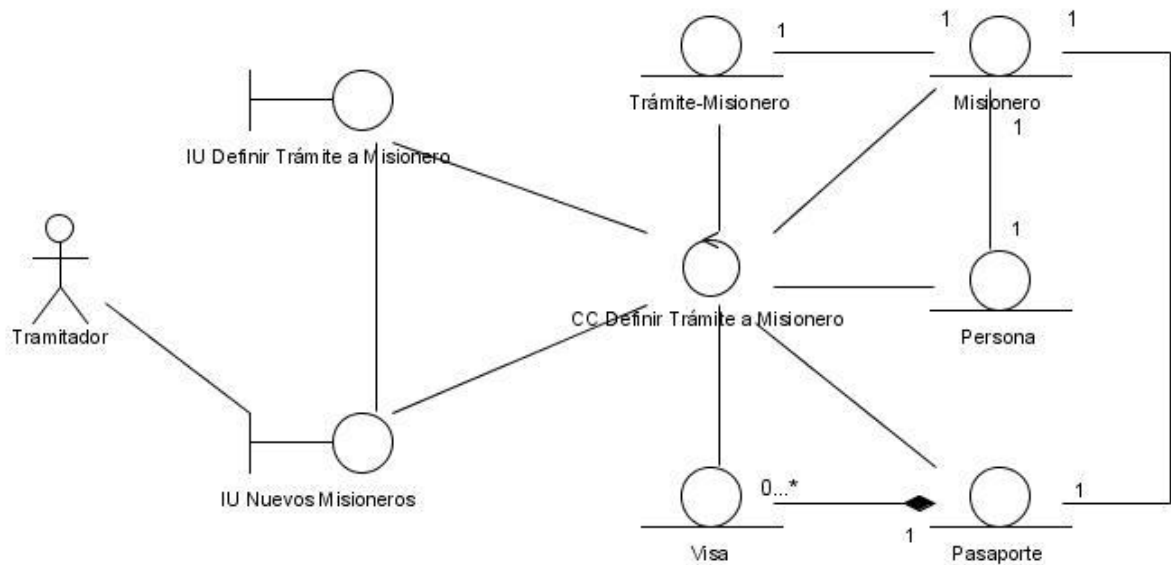 1
1
1
Trámite-Misionero
Misionero
1
IU Definir Trámite a Misionero
1
CC Definir Trámite a Misionero
Tramitador
Persona
0...*
1
1
IU Nuevos Misioneros
Visa
Pasaporte